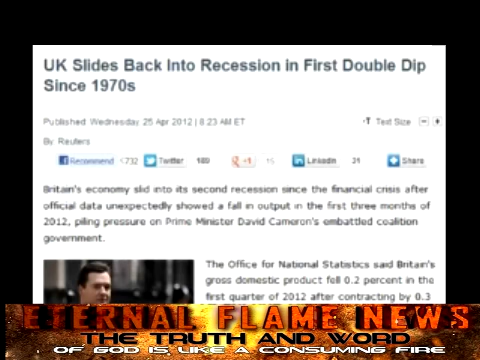 UK Slides Back Into Recession in First Double Dip
Since 1970s
Published: Wednesday, 25 Apr 2012 | 8:23 AM ET
Text Size
By: Reuters
Recommend 732 Twitter 189 +1 15 LinkedIn 31 Share
Britain's economy slid into its second recession since the financial crisis after
official data unexpectedly showed a fall in output in the first three months of
2012, piling pressure on Prime Minister David Cameron's embattled coalition
government.
The Office for National Statistics said Britain's
gross domestic product fell 0.2 percent in the
first quarter of 2012 after contracting by 0.3
ETERNAL FLAME NEWS
THE TRUTH AND WORD
OF GOD IS LIKE A CONSUMING FIRE